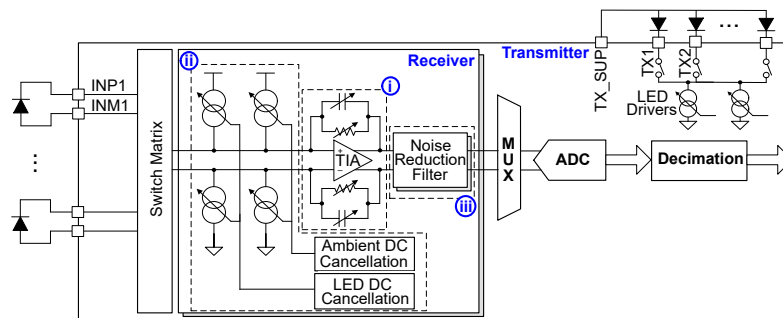 Receiver
Transmitter
TX_SUP
TX1
TX2
...
LED
Drivers
INP1
INM1
...
Switch Matrix
ii
i
+
TIA
−
Noise
Reduction
Filter
iii
MUX
ADC
Decimation
Ambient DC
Cancellation
LED DC
Cancellation